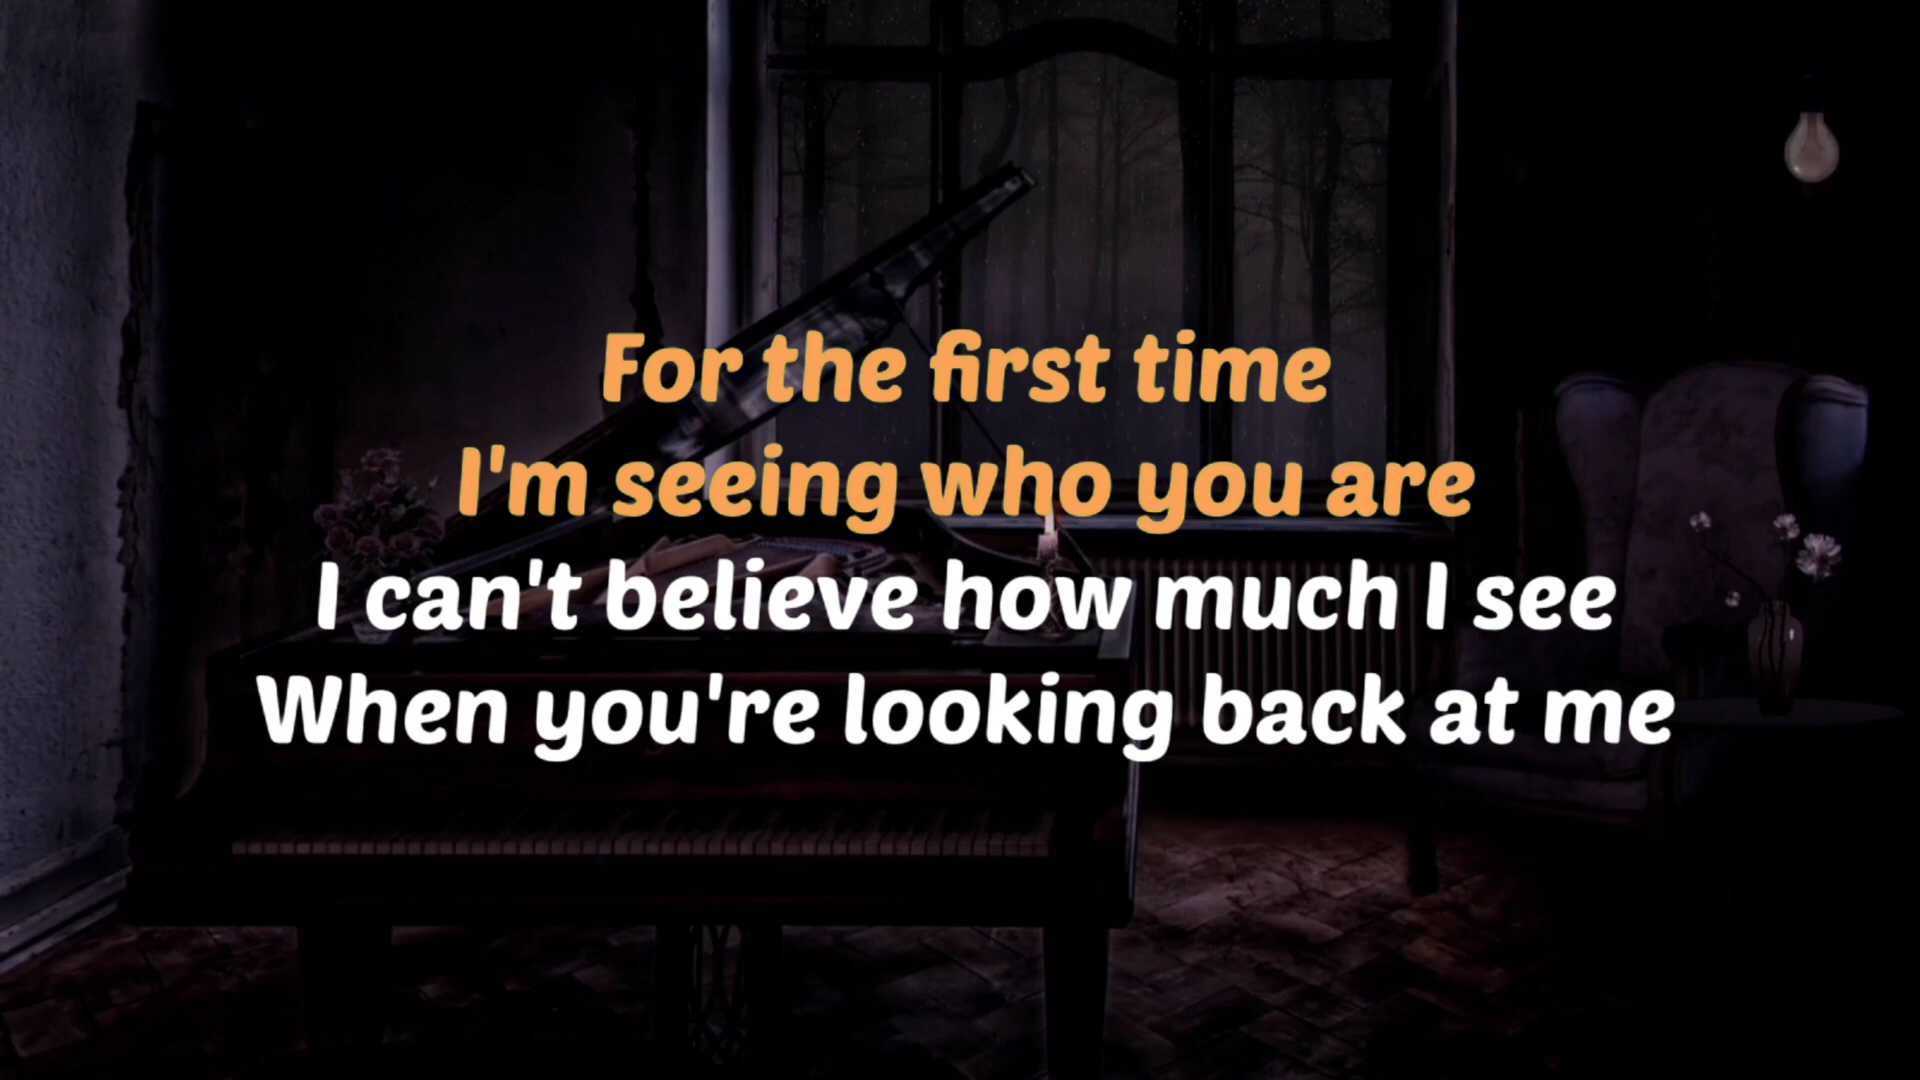 For the first time
I'm seeing who you are
I can't believe how much I see
When you're looking back at me